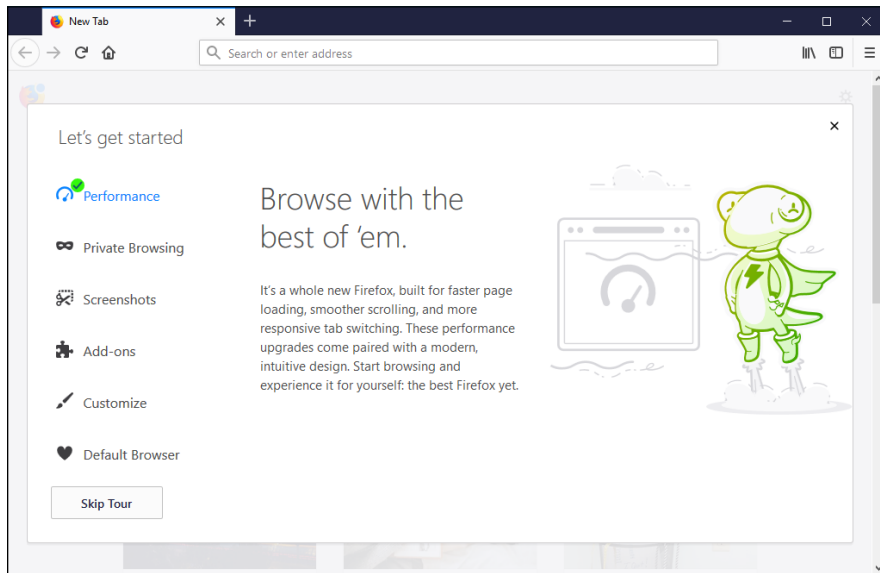 New Tab
Search or enter address
Let's get started
Performance
Private Browsing
Screenshots
Add-ons
Customize
Default Browser
Skip Tour
Browse with the
best of ‘em.
It's a whole new Firefox, built for faster page
loading, smoother scrolling, and more
responsive tab switching. These performance
upgrades come paired with a modern,
intuitive design. Start browsing and
experience it for yourself: the best Firefox yet.